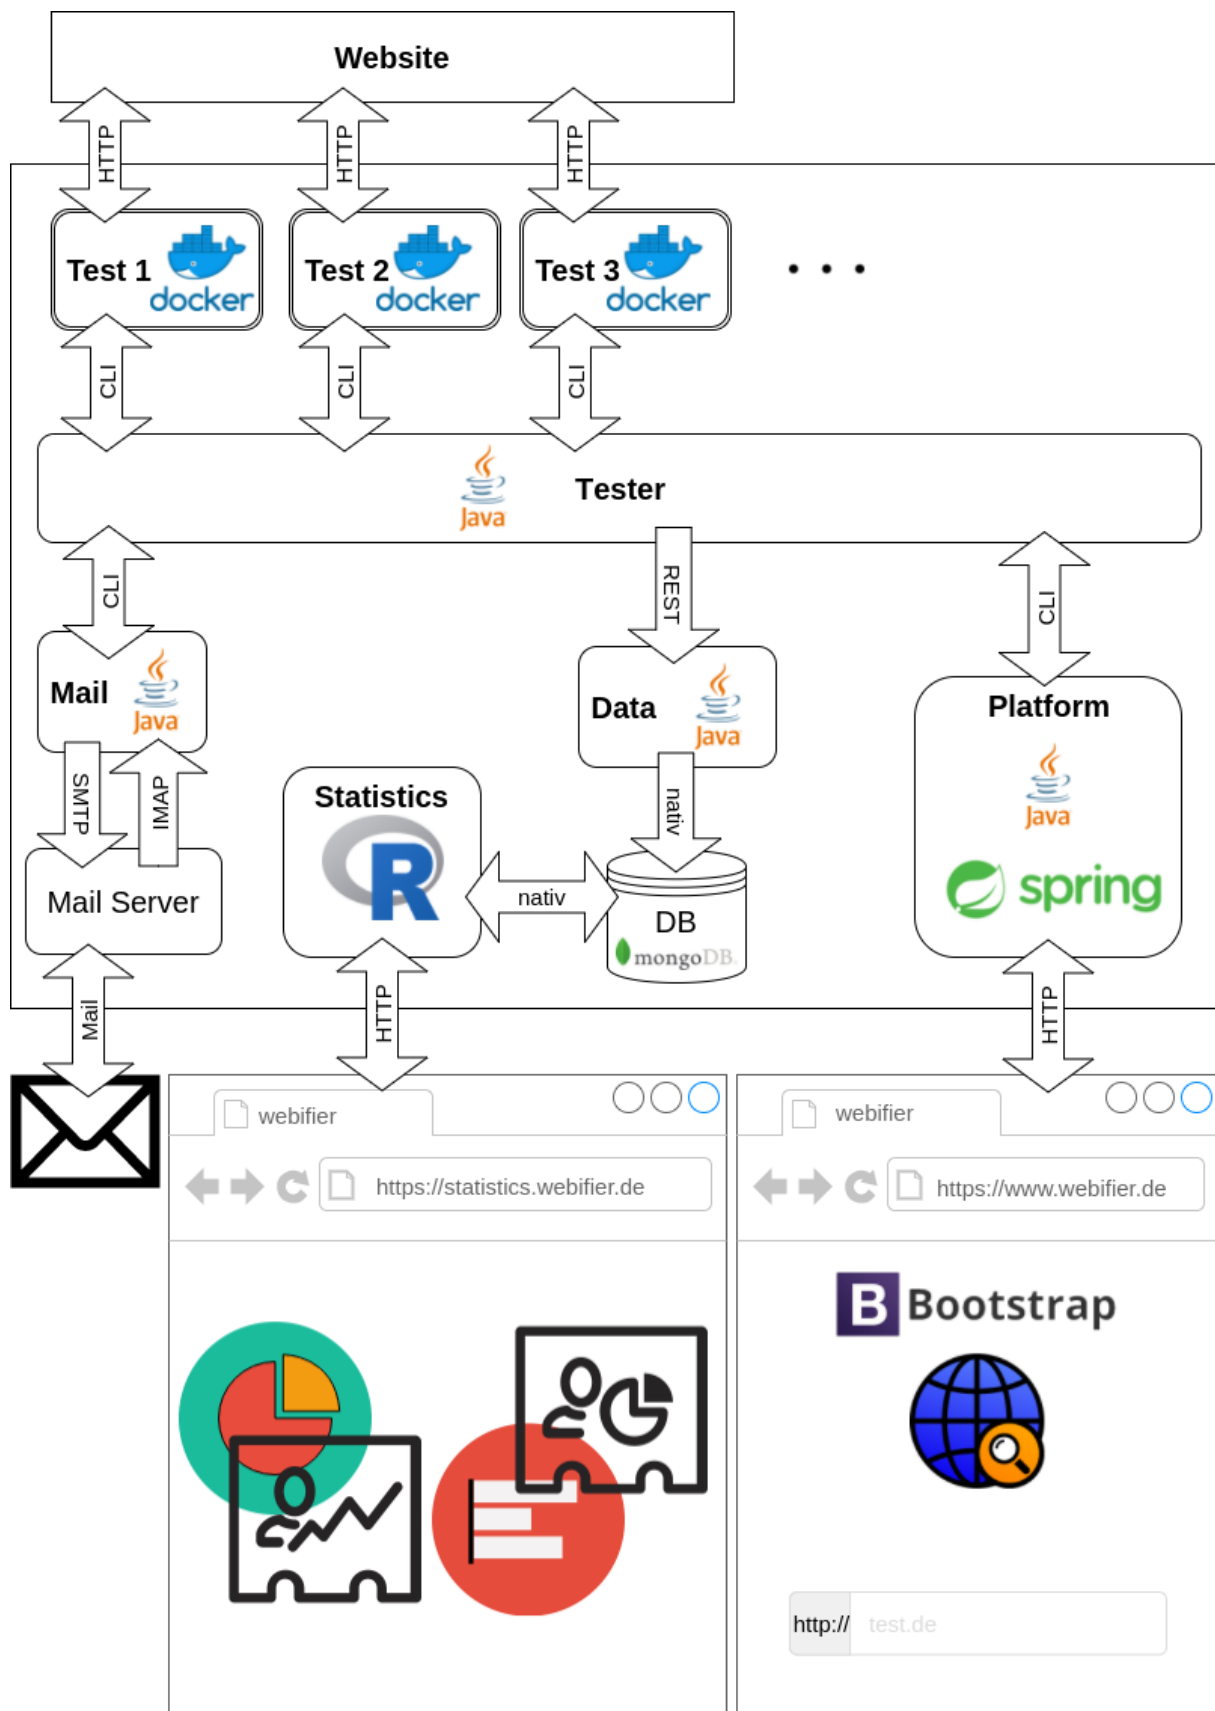 Website
HTTP
HTTP
HTTP
Test 1
docker
Test 2
docker
Test 3
docker
CLI
CLI
CLI
Java
Tester
CLI
REST
CLI
Mail
Java
Data
Java
Platform
Java
spring
SMTP
IMAP
nativ
Statistics
R
nativ
Mail Server
DB
mongoDB.
Mail
HTTP
HTTP
webifier
https://statistics.webifier.de
webifier
https://www.webifier.de
B Bootstrap
http:// test.de